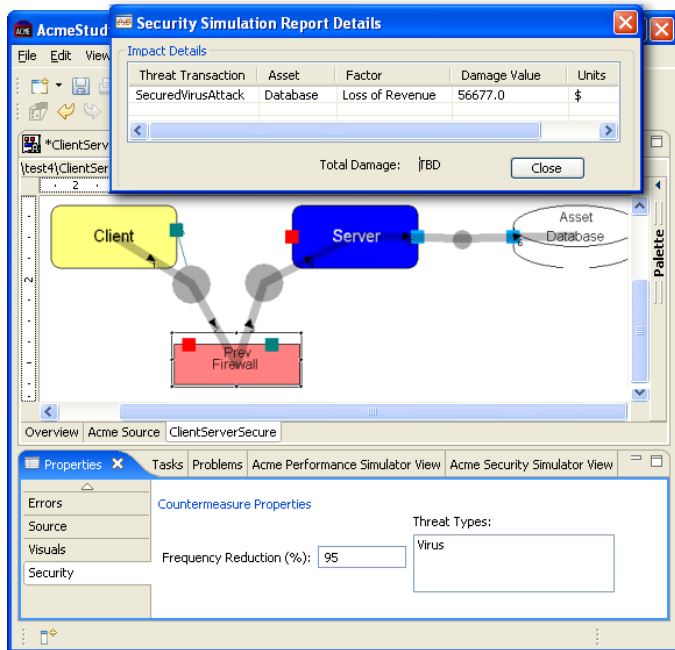 AcmeStud
Security Simulation Report Details
File Edit View
Impact Details
Threat Transaction Asset Factor Damage Value Units
SecuredVirusAttack Database Loss of Revenue 56677.0 $
Total Damage: TBD Close
*ClientServ
\test4\ClientSer
2
2
Client
Server
Asset
Database
6
Prev
Firewall
Palette
Overview Acme Source ClientServerSecure
Properties Tasks Problems Acme Performance Simulator View Acme Security Simulator View
Errors
Source
Visuals
Security
Countermeasure Properties
Threat Types:
Frequency Reduction (%): 95
Virus